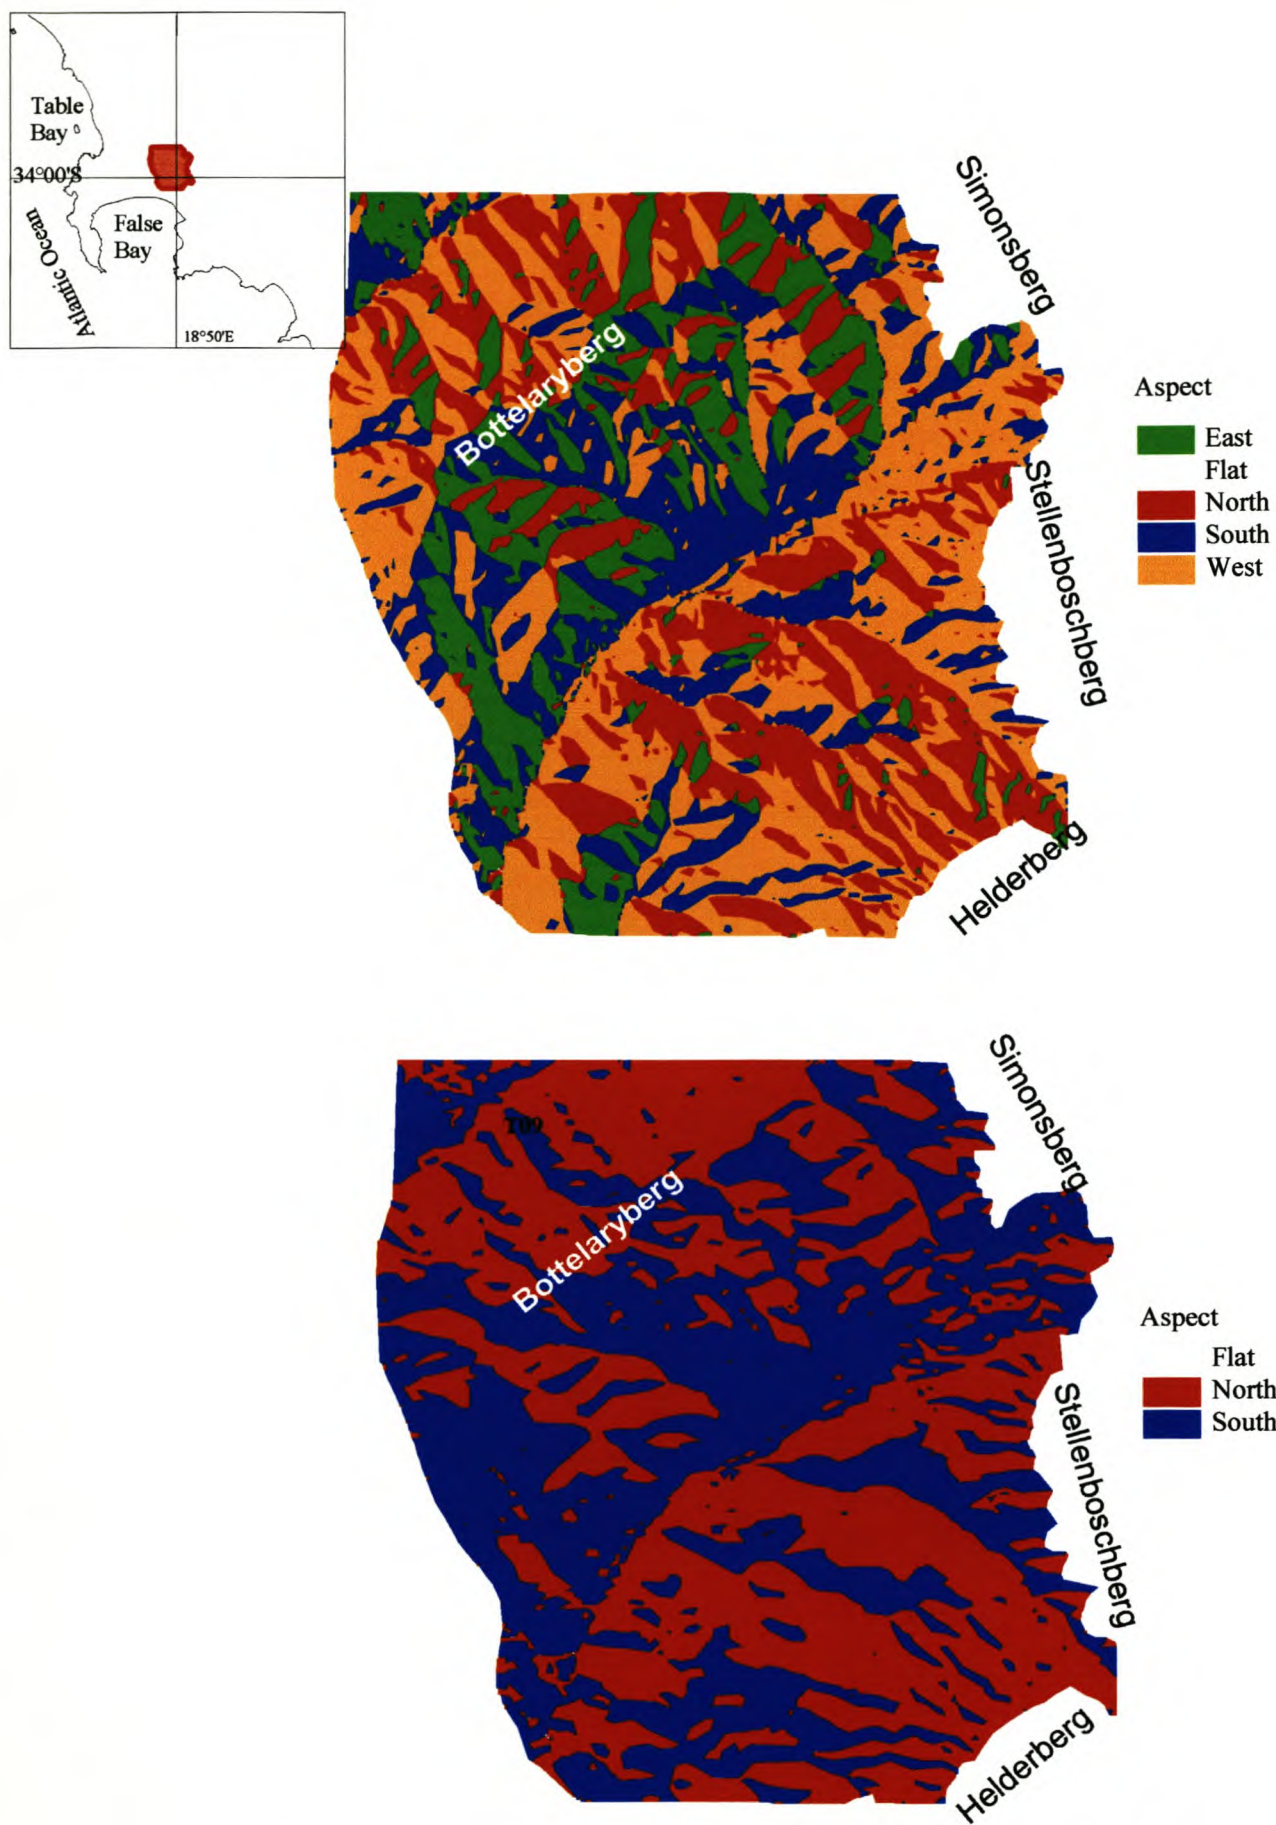 Table
Bay
34°00'S
False
Bay
Atlantic Ocean
18°50'E
Simonsberg
Bottelaryberg
Stellenboschberg
Helderberg
Aspect
East
Flat
North
South
West
Simonsberg
T09
Bottelaryberg
Stellenboschberg
Helderberg
Aspect
Flat
North
South